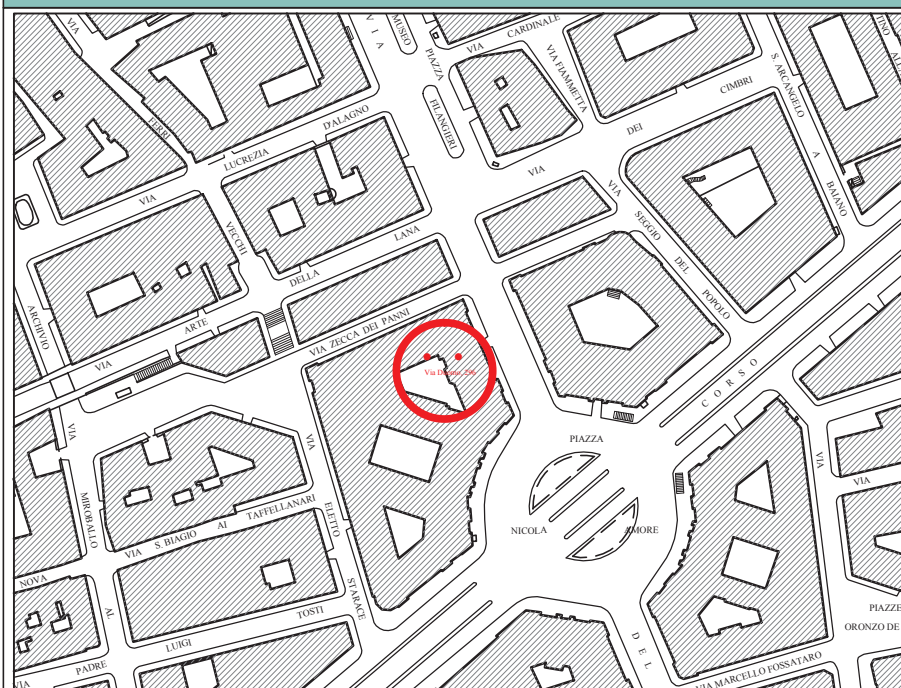 VIA
VIA
MUSEO
PIAZZA
FILANGIERI
VIA CARDINALE
VIA FIAMMETTA
VIA DEI CIMBRI
S. ARCANGELO A BAIANO
FERRI
VIA LUCREZIA D'ALAGNO
VECCHI
VIA ARTE DELLA LANA
VIA SEGGIO DEL POPOLO
ARCHIVIO
VIA ZECCA DEI PANNI
CORSO
PIAZZA
NICOLA AMORE
VIA MIROBALLO AL
VIA ELETTO STARACE
VIA S. BIAGIO AI TAFFELLANARI
NOVA
VIA PADRE LUIGI TOSTI
VIA
VIA
DEL
VIA MARCELLO FOSSATARO
PIAZZE
ORONZO DE